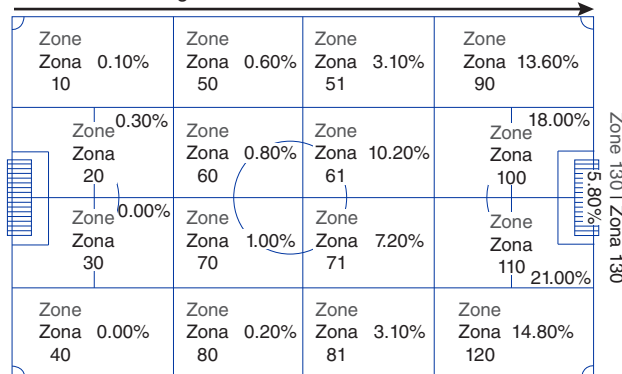 Zone
Zona 0.10%
10
Zone
Zona 0.60%
50
Zone
Zona 3.10%
51
Zone
Zona 13.60%
90
0.30%
Zone
Zona
20
Zone
Zona 0.80%
60
Zone
Zona 10.20%
61
18.00%
Zone
Zona
100
0.00%
Zone
Zona
30
Zone
Zona 1.00%
70
Zone
Zona 7.20%
71
Zone
Zona
110
21.00%
5.80%
Zone 130 | Zona 130
Zone
Zona 0.00%
40
Zone
Zona 0.20%
80
Zone
Zona 3.10%
81
Zone
Zona 14.80%
120